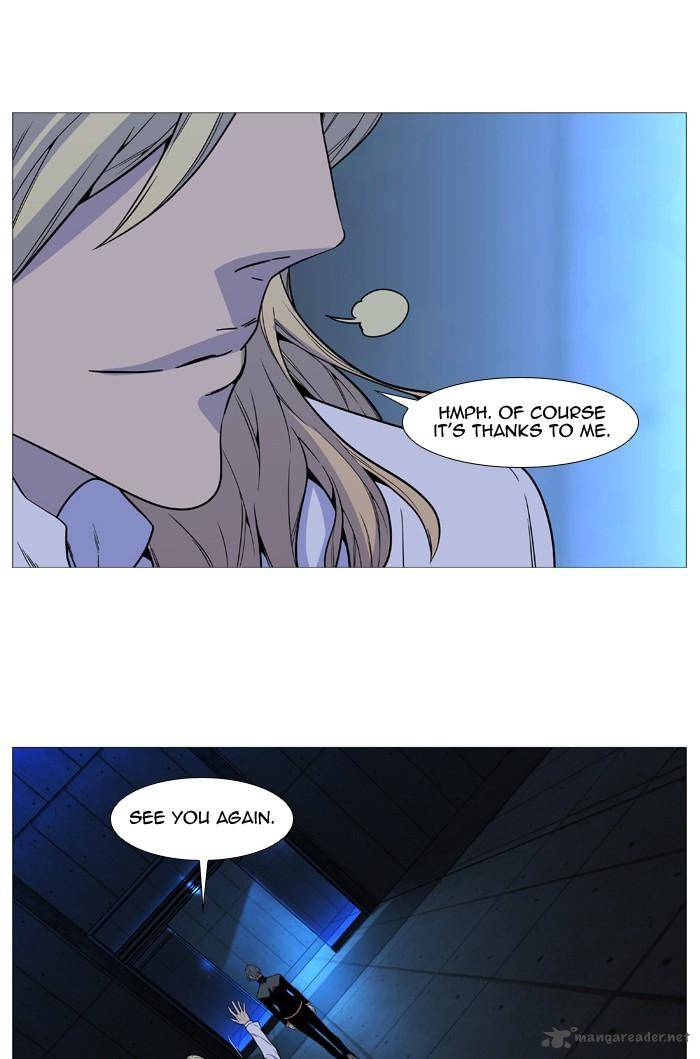 HMPH. OF COURSE
IT'S THANKS TO ME.
SEE YOU AGAIN.
mangareader.net